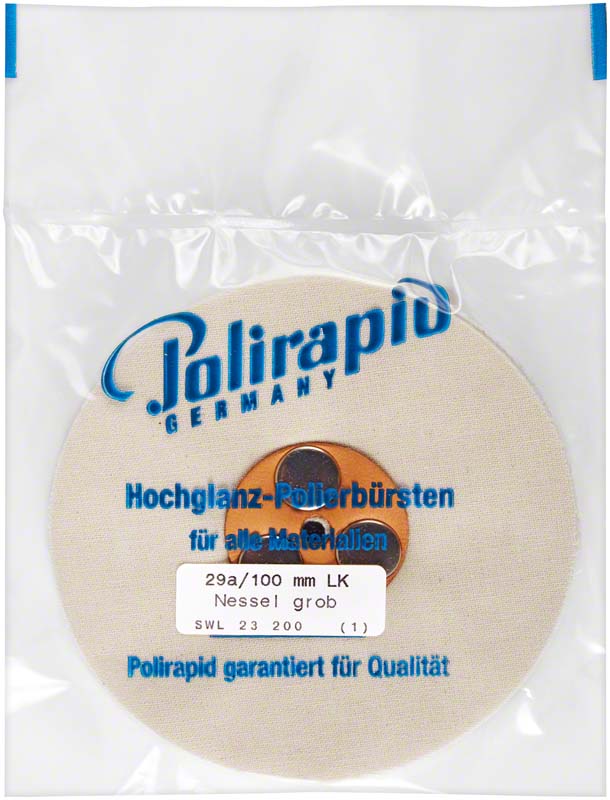 Polirapid
GERMANY
Hochglanz-Polierbürsten
für alle Materialien
29a/100 mm LK
Nessel grob
SWL 23 200 (1)
Polirapid garantiert für Qualität